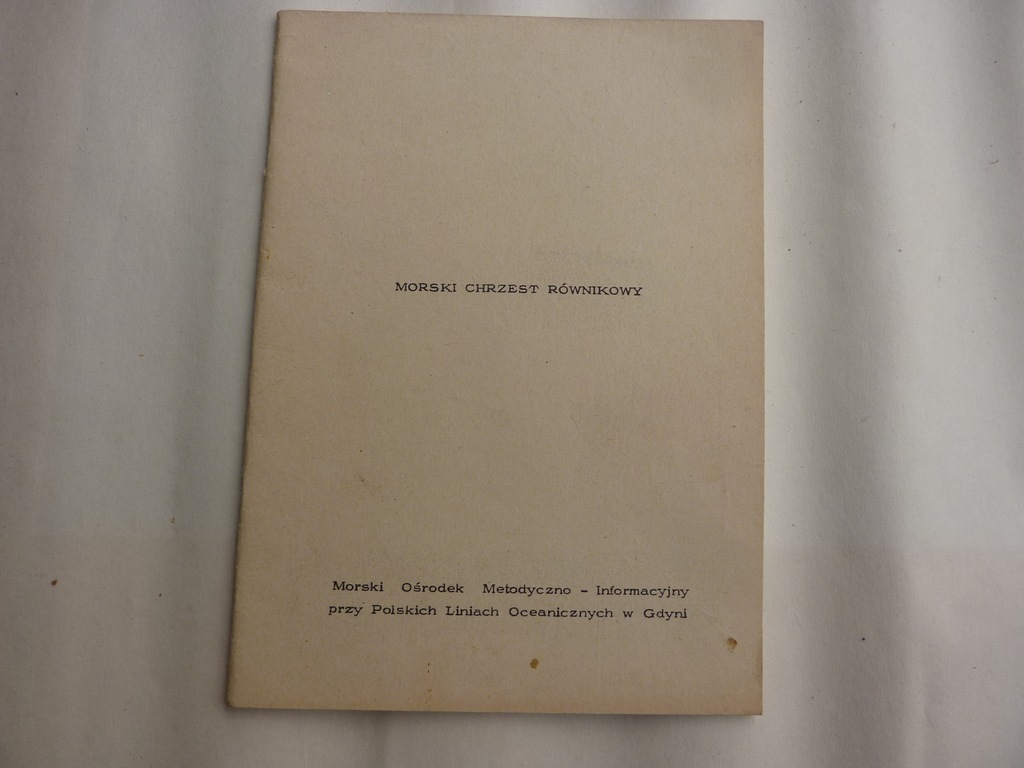 MORSKI CHRZEST RÓWNIKOWY
Morski Ośrodek Metodyczno - Informacyjny
przy Polskich Liniach Oceanicznych w Gdyni